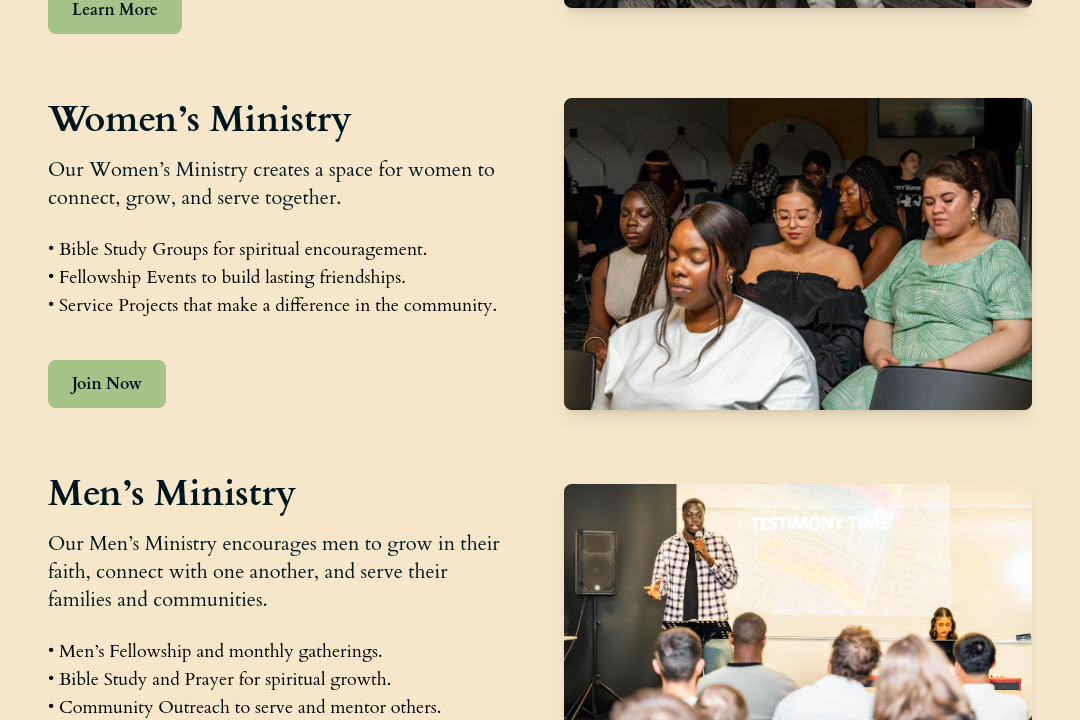 Learn More
Women’s Ministry
Our Women’s Ministry creates a space for women to
connect, grow, and serve together.
• Bible Study Groups for spiritual encouragement.
• Fellowship Events to build lasting friendships.
• Service Projects that make a difference in the community.
Join Now
Men’s Ministry
TESTIMONY TIME
Our Men’s Ministry encourages men to grow in their
faith, connect with one another, and serve their
families and communities.
• Men’s Fellowship and monthly gatherings.
• Bible Study and Prayer for spiritual growth.
• Community Outreach to serve and mentor others.